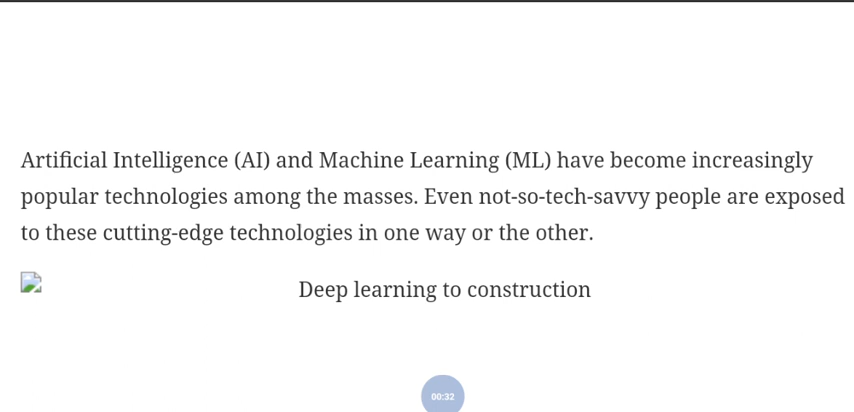 Artificial Intelligence (AI) and Machine Learning (ML) have become increasingly
popular technologies among the masses. Even not-so-tech-savvy people are exposed
to these cutting-edge technologies in one way or the other.
Deep learning to construction
00:32